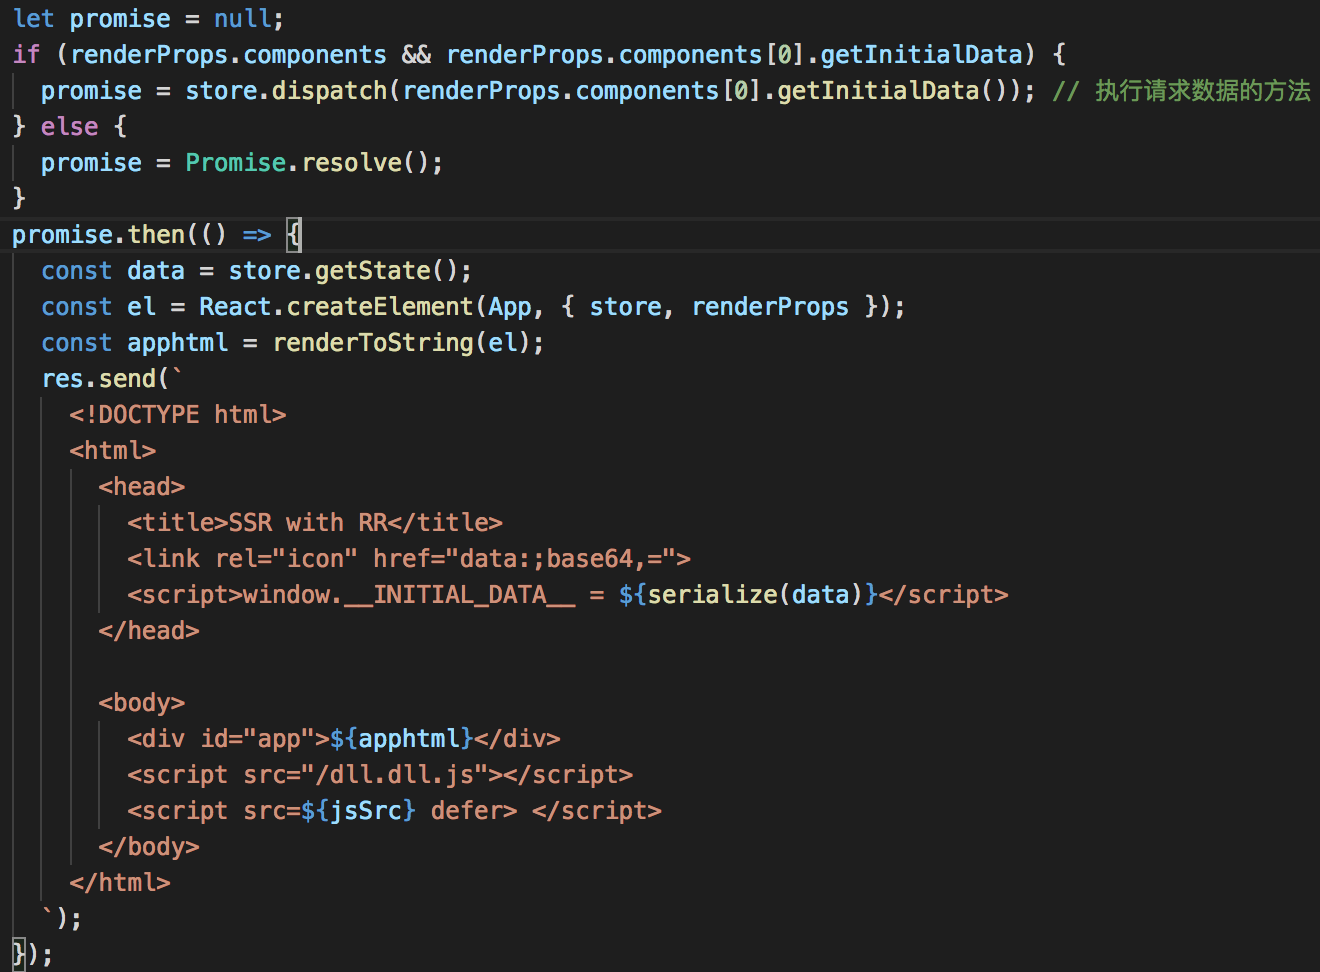 let promise = null;
if (renderProps.components && renderProps.components[0].getInitialData) {
  promise = store.dispatch(renderProps.components[0].getInitialData()); // 执行请求数据的方法
} else {
  promise = Promise.resolve();
}
promise.then(() => {
  const data = store.getState();
  const el = React.createElement(App, { store, renderProps });
  const apphtml = renderToString(el);
  res.send(`
    <!DOCTYPE html>
    <html>
      <head>
        <title>SSR with RR</title>
        <link rel="icon" href="data:;base64,=">
        <script>window.__INITIAL_DATA__ = ${serialize(data)}</script>
      </head>

      <body>
        <div id="app">${apphtml}</div>
        <script src="/dll.dll.js"></script>
        <script src=${jsSrc} defer> </script>
      </body>
    </html>
  `);
});